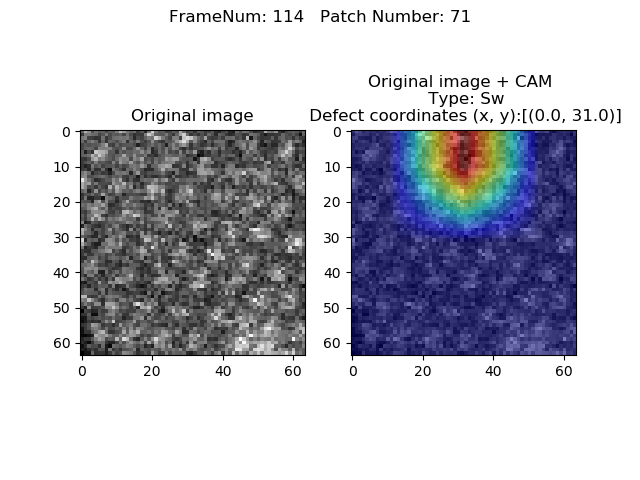 FrameNum: 114   Patch Number: 71
Original image
Original image + CAM
Type: Sw
Defect coordinates (x, y):[(0.0, 31.0)]
0
10
20
30
40
50
60
0 20 40 60
0
10
20
30
40
50
60
0 20 40 60